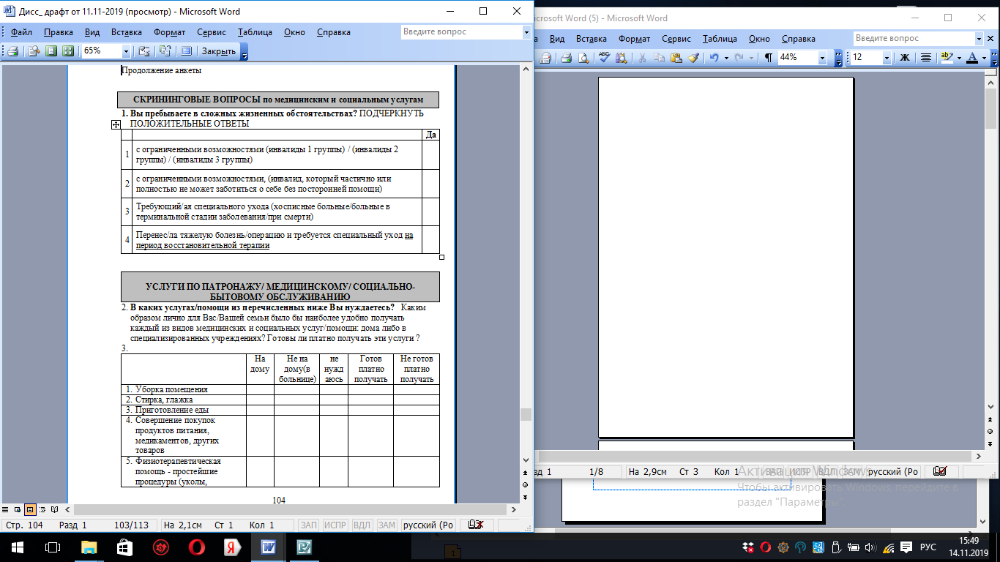 Дисс_ драфт от 11.11-2019 (просмотр) - Microsoft Word
Файл Правка Вид Вставка Формат Сервис Таблица Окно Справка Введите вопрос
65% Закрыть
Продолжение анкеты
СКРИНИНГОВЫЕ ВОПРОСЫ по медицинским и социальным услугам
1. Вы пребываете в сложных жизненных обстоятельствах? ПОДЧЕРКНУТЬ
ПОЛОЖИТЕЛЬНЫЕ ОТВЕТЫ
Да
1 с ограниченными возможностями (инвалиды 1 группы) / (инвалиды 2
группы) / (инвалиды 3 группы)
2 с ограниченными возможностями, (инвалид, который частично или
полностью не может заботиться о себе без посторонней помощи)
3 Требующий/ая специального ухода (хосписные больные/больные в
терминальной стадии заболевания/при смерти)
4 Перенес/ла тяжелую болезнь/операцию и требуется специальный уход на
период восстановительной терапии
УСЛУГИ ПО ПАТРОНАЖУ/ МЕДИЦИНСКОМУ/ СОЦИАЛЬНО-
БЫТОВОМУ ОБСЛУЖИВАНИЮ
2. В каких услугах/помощи из перечисленных ниже Вы нуждаетесь? Каким
образом лично для Вас/Вашей семьи было бы наиболее удобно получать
каждый из видов медицинских и социальных услуг/помощи: дома либо в
специализированных учреждениях? Готовы ли платно получать эти услуги ?
3.
На Не на не Готов Не готов
дому дому(в нужд платно платно
больнице) аюсь получать получать
1. Уборка помещения
2. Стирка, глажка
3. Приготовление еды
4. Совершение покупок
продуктов питания,
медикаментов, других
товаров
5. Физиотерапевтическая
помощь - простейшие
процедуры (уколы,
104
Стр. 104 Разд 1 103/113 На 2,1см Ст 1 Кол 1 ЗАП ИСПР ВДЛ ЗАМ русский (Ро
icrosoft Word (5) - Microsoft Word
а Вид Вставка Формат Сервис Таблица Окно Справка Введите вопрос
44% 12 Ж
зд 1 1/8 На 2,9см Ст 3 Кол 1 ЗАП ИСПР ВДЛ ЗАМ русский (Ро
Активация Windows
Чтобы активировать Windows, перейдите в
раздел "Параметры".
1
РУС 15:49
14.11.2019